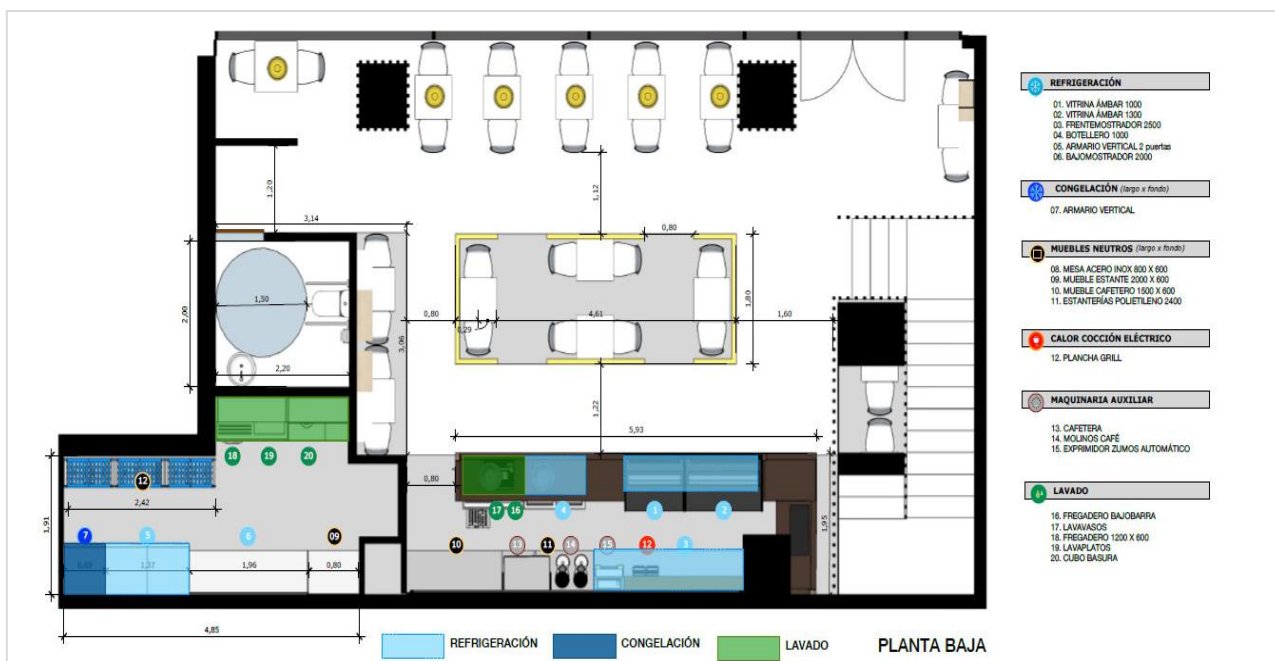 REFRIGERACIÓN
01. VITRINA ÁMBAR 1000
02. VITRINA ÁMBAR 1300
03. FRENTEMOSTRADOR 2500
04. BOTELLERO 1000
05. ARMARIO VERTICAL 2 puertas
06. BAJOMOSTRADOR 2000
CONGELACIÓN (largo x fondo)
07. ARMARIO VERTICAL
MUEBLES NEUTROS (largo x fondo)
08. MESA ACERO INOX 800 X 600
09. MUEBLE ESTANTE 2000 X 600
10. MUEBLE CAFETERO 1500 X 600
11. ESTANTERÍAS POLIETILENO 2400
CALOR COCCIÓN ELÉCTRICO
12. PLANCHA GRILL
MAQUINARIA AUXILIAR
13. CAFETERA
14. MOLINOS CAFÉ
15. EXPRIMIDOR ZUMOS AUTOMÁTICO
LAVADO
16. FREGADERO BAJOBARRA
17. LAVAVASOS
18. FREGADERO 1200 X 600
19. LAVAPLATOS
20. CUBO BASURA
1,20
3,14
1,12
0,80
2,00
1,50
2,20
0,80
3,06
0,29
4,61
1,80
1,60
1,22
5,93
18 19 20
12
2,42
1,91
0,80
17 16 4 1 2
1,95
7 5 6 09
10 13 11 14 15 12 3
1,37
1,96
0,80
4,85
REFRIGERACIÓN
CONGELACIÓN
LAVADO
PLANTA BAJA